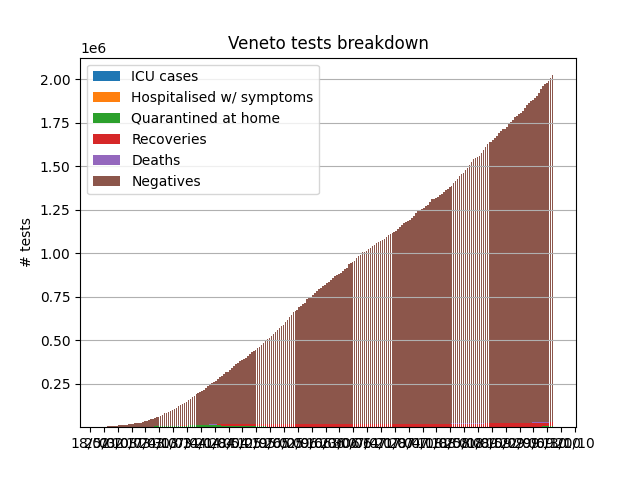 Veneto tests breakdown
1e6
ICU cases
Hospitalised w/ symptoms
Quarantined at home
Recoveries
Deaths
Negatives
2.00
1.75
1.50
1.25
1.00
0.75
0.50
0.25
# tests